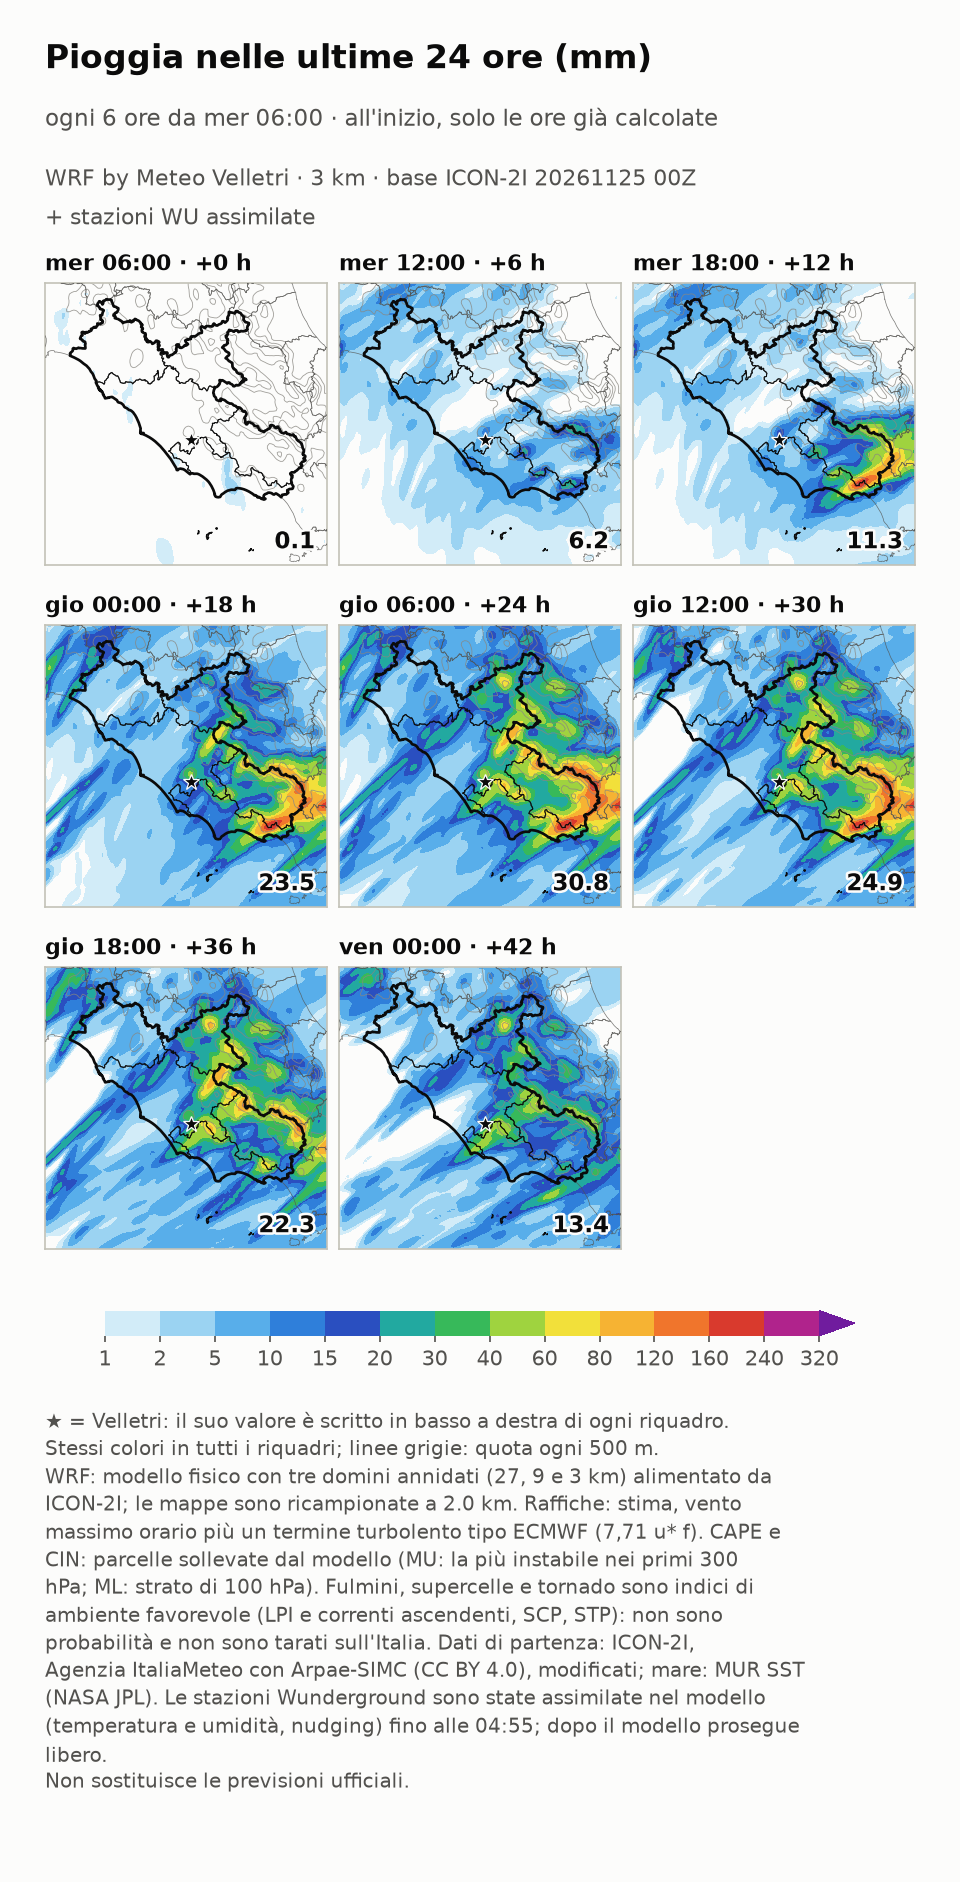 Pioggia nelle ultime 24 ore (mm)
ogni 6 ore da mer 06:00 · all'inizio, solo le ore già calcolate
WRF by Meteo Velletri · 3 km · base ICON-2I 20261125 00Z
+ stazioni WU assimilate
mer 06:00 · +0 h
mer 12:00 · +6 h
mer 18:00 · +12 h
0.1
6.2
11.3
gio 00:00 · +18 h
gio 06:00 · +24 h
gio 12:00 · +30 h
23.5
30.8
24.9
gio 18:00 · +36 h
ven 00:00 · +42 h
22.3
13.4
1 2 5 10 15 20 30 40 60 80 120 160 240 320
★ = Velletri: il suo valore è scritto in basso a destra di ogni riquadro.
Stessi colori in tutti i riquadri; linee grigie: quota ogni 500 m.
WRF: modello fisico con tre domini annidati (27, 9 e 3 km) alimentato da
ICON-2I; le mappe sono ricampionate a 2.0 km. Raffiche: stima, vento
massimo orario più un termine turbolento tipo ECMWF (7,71 u* f). CAPE e
CIN: parcelle sollevate dal modello (MU: la più instabile nei primi 300
hPa; ML: strato di 100 hPa). Fulmini, supercelle e tornado sono indici di
ambiente favorevole (LPI e correnti ascendenti, SCP, STP): non sono
probabilità e non sono tarati sull'Italia. Dati di partenza: ICON-2I,
Agenzia ItaliaMeteo con Arpae-SIMC (CC BY 4.0), modificati; mare: MUR SST
(NASA JPL). Le stazioni Wunderground sono state assimilate nel modello
(temperatura e umidità, nudging) fino alle 04:55; dopo il modello prosegue
libero.
Non sostituisce le previsioni ufficiali.